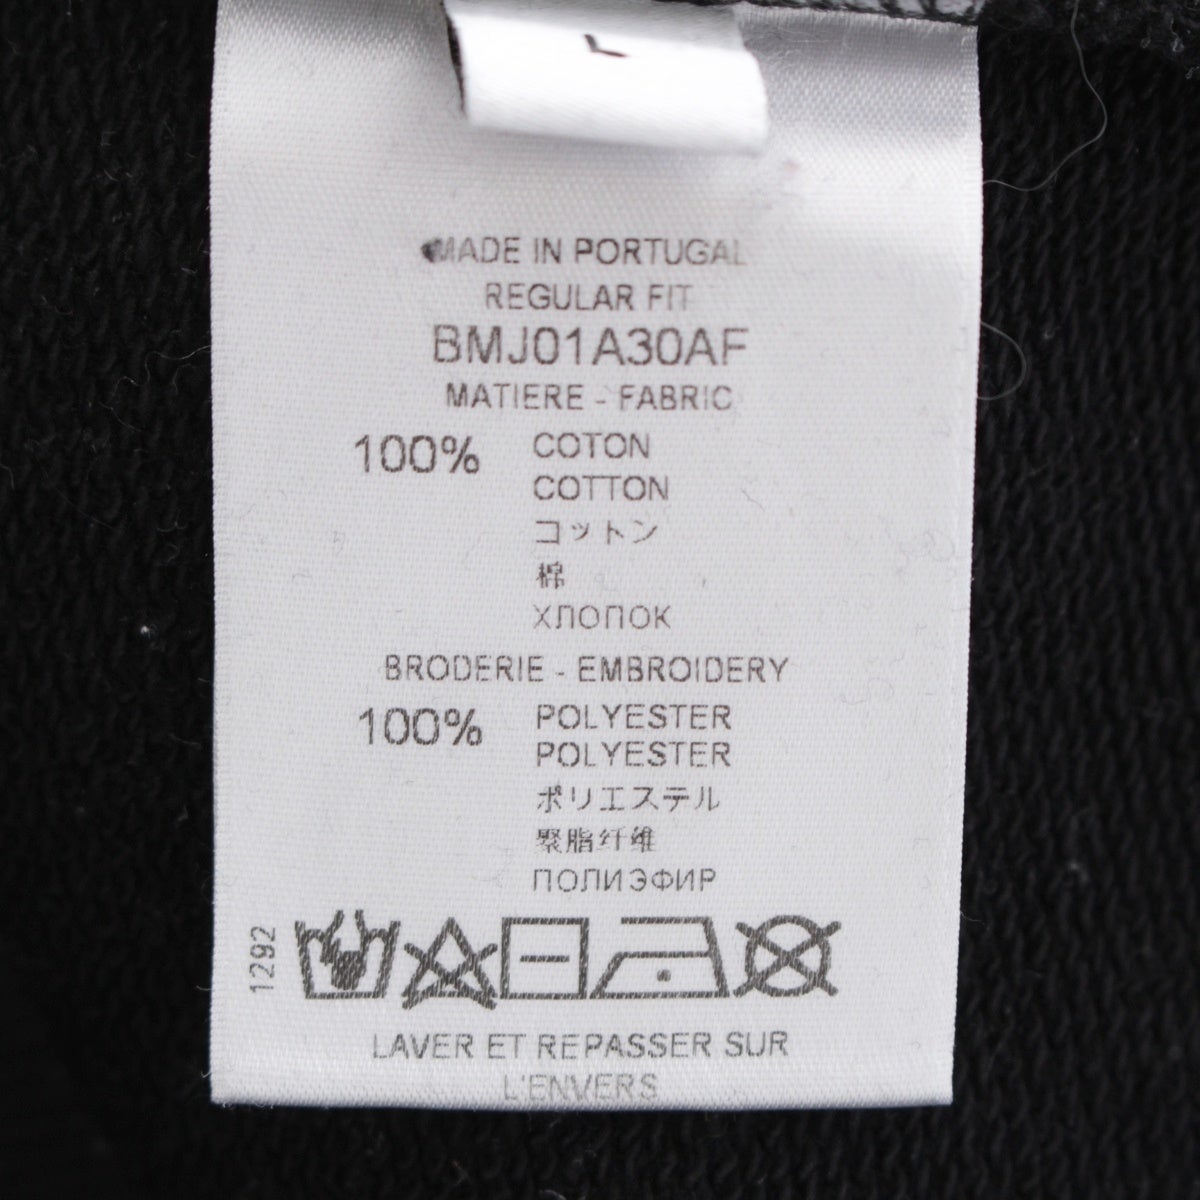 L
MADE IN PORTUGAL
REGULAR FIT
BMJ01A30AF
MATIERE - FABRIC
100% COTON
COTTON
コットン
棉
ХЛОПОК
BRODERIE - EMBROIDERY
100% POLYESTER
POLYESTER
ポリエステル
聚脂纤维
ПОЛИЭФИР
1292
LAVER ET REPASSER SUR
L'ENVERS